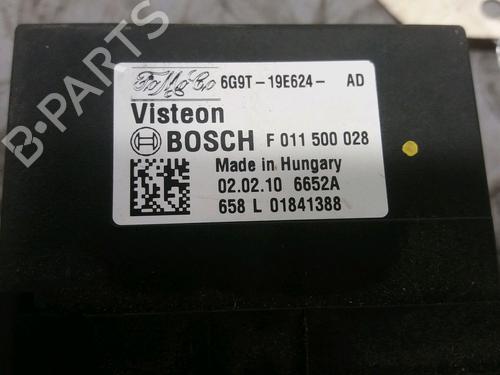 6G9T-19E624- AD
Visteon
BOSCH F 011 500 028
Made in Hungary
02.02.10 6652A
658 L 01841388
B-PARTS